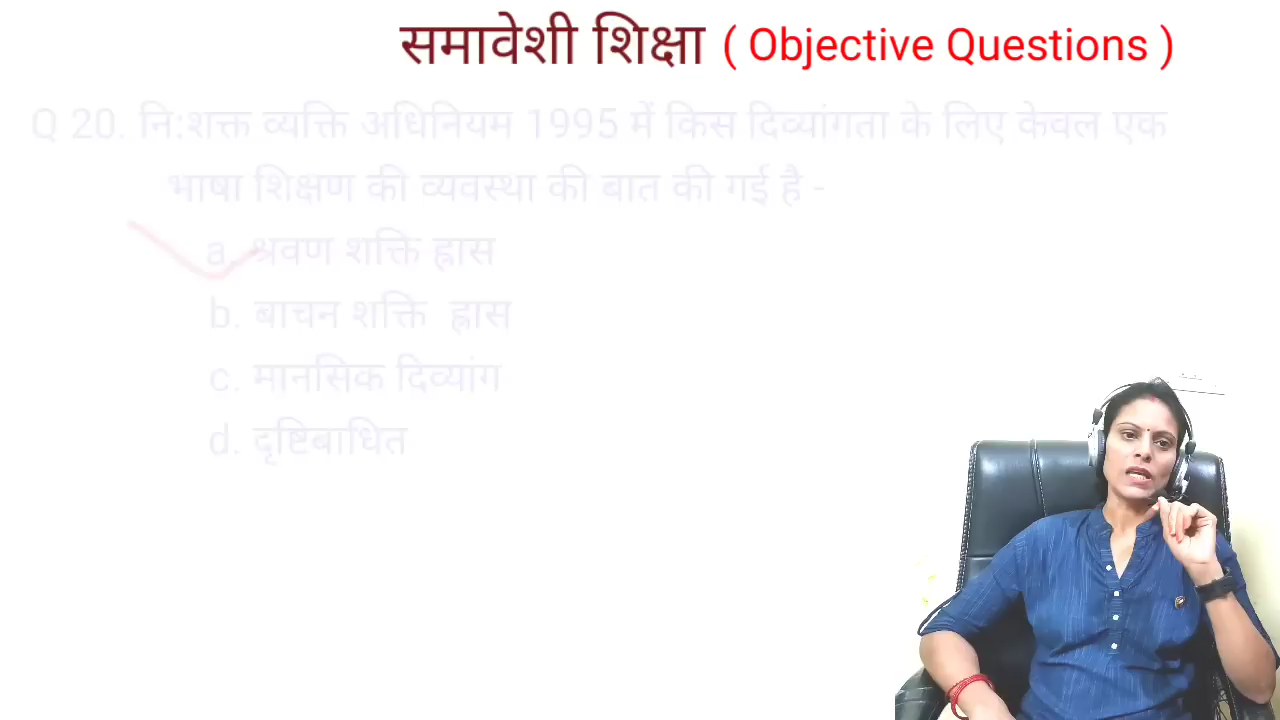 समावेशी शिक्षा ( Objective Questions )
Q 20. नि:शक्त व्यक्ति अधिनियम 1995 में किस दिव्यांगता के लिए केवल एक
भाषा शिक्षण की व्यवस्था की बात की गई है -
a. श्रवण शक्ति ह्रास
b. बाचन शक्ति ह्रास
c. मानसिक दिव्यांग
d. दृष्टिबाधित